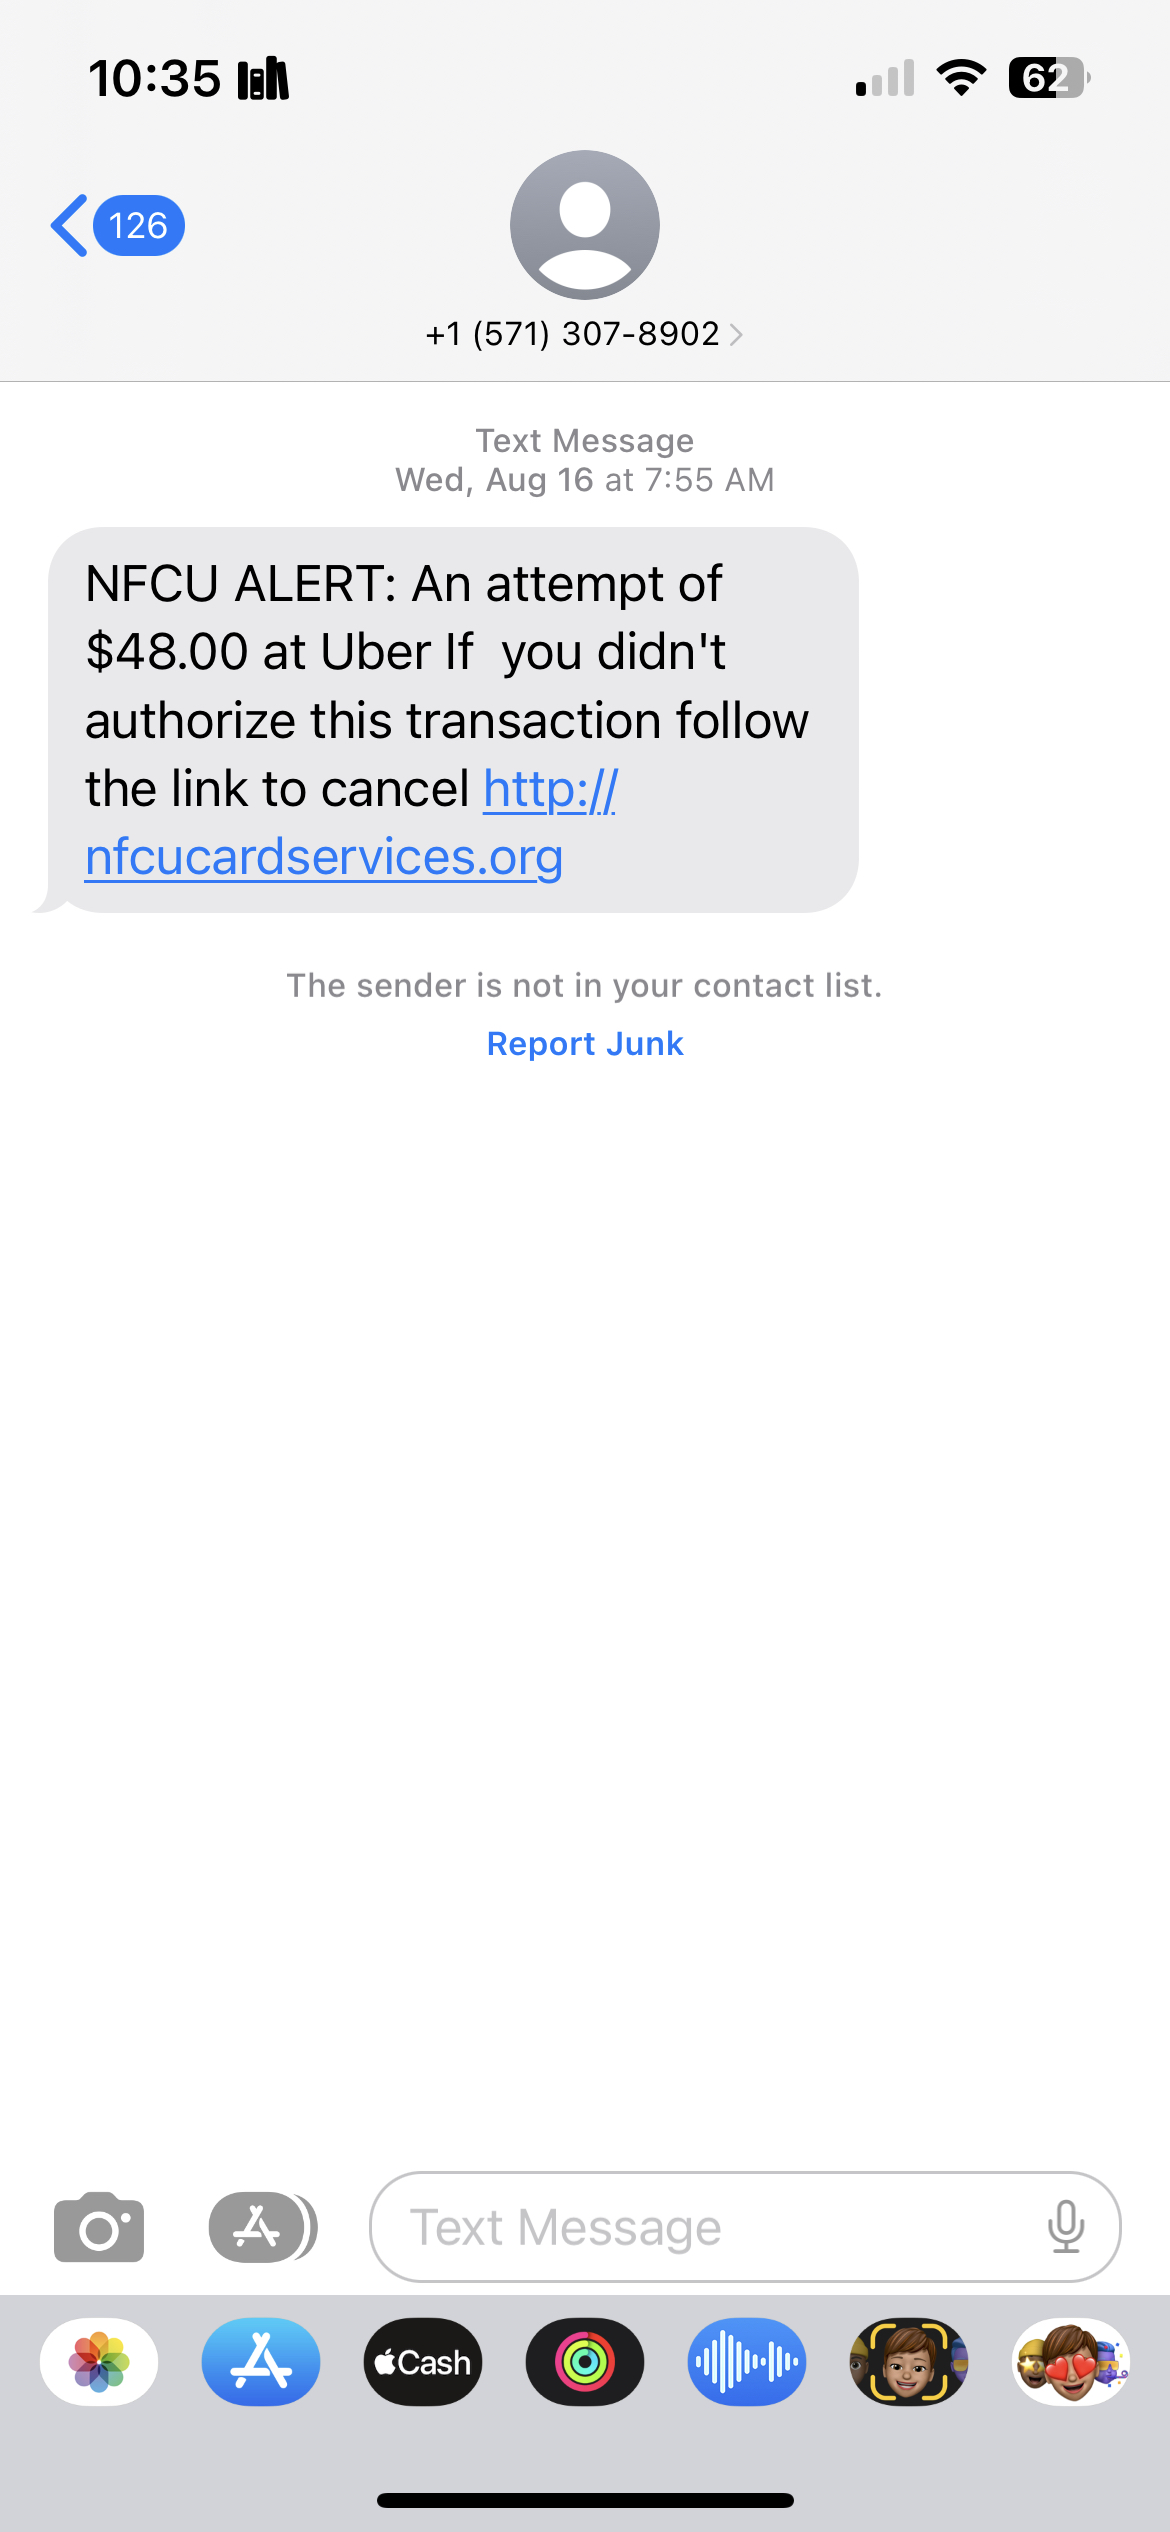 10:35
62
126
+1 (571) 307-8902
Text Message
Wed, Aug 16 at 7:55 AM
NFCU ALERT: An attempt of
$48.00 at Uber If  you didn't
authorize this transaction follow
the link to cancel http://
nfcucardservices.org
The sender is not in your contact list.
Report Junk
Text Message
Cash